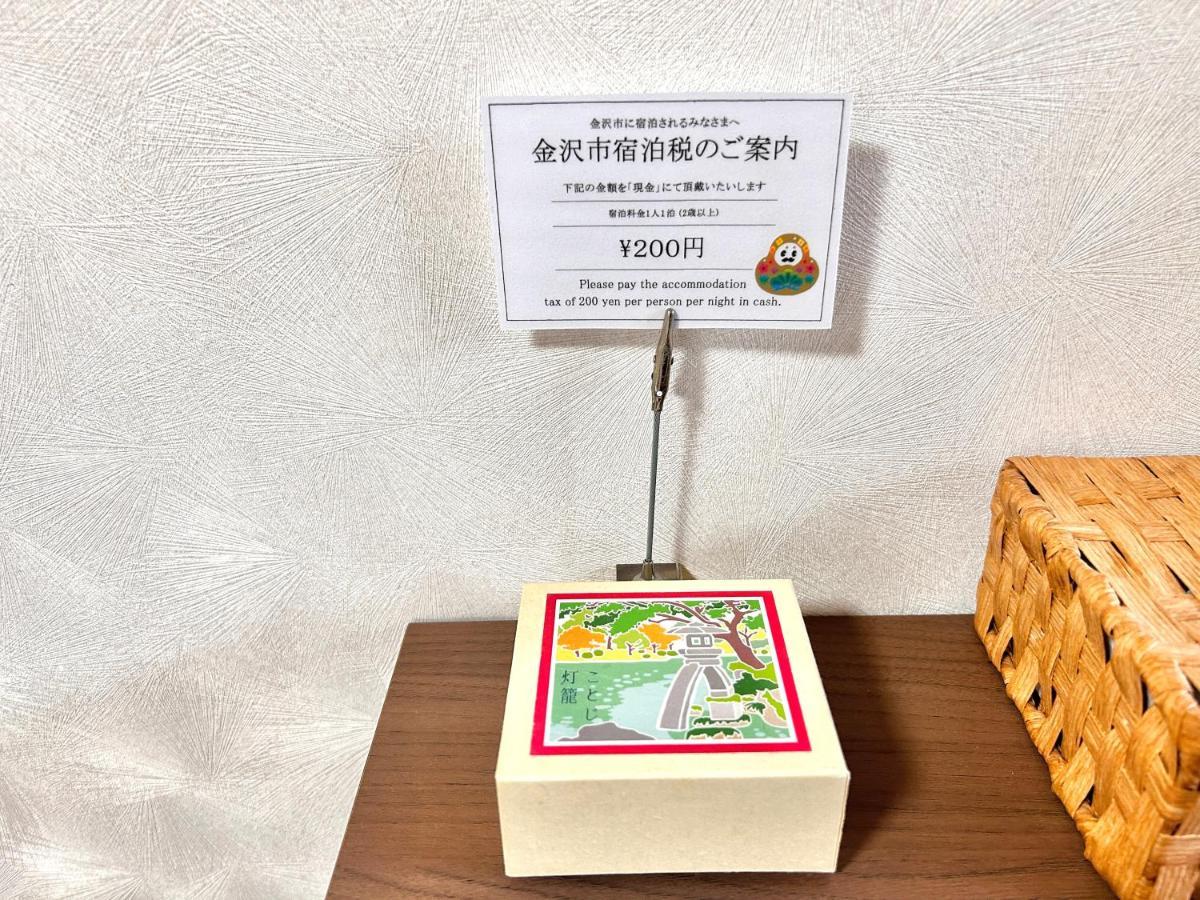 金沢市に宿泊されるみなさまへ
金沢市宿泊税のご案内
下記の金額を「現金」にて頂戴いたします
宿泊料金1人1泊 (2歳以上)
¥200円
Please pay the accommodation
tax of 200 yen per person per night in cash.
ことじ
灯籠